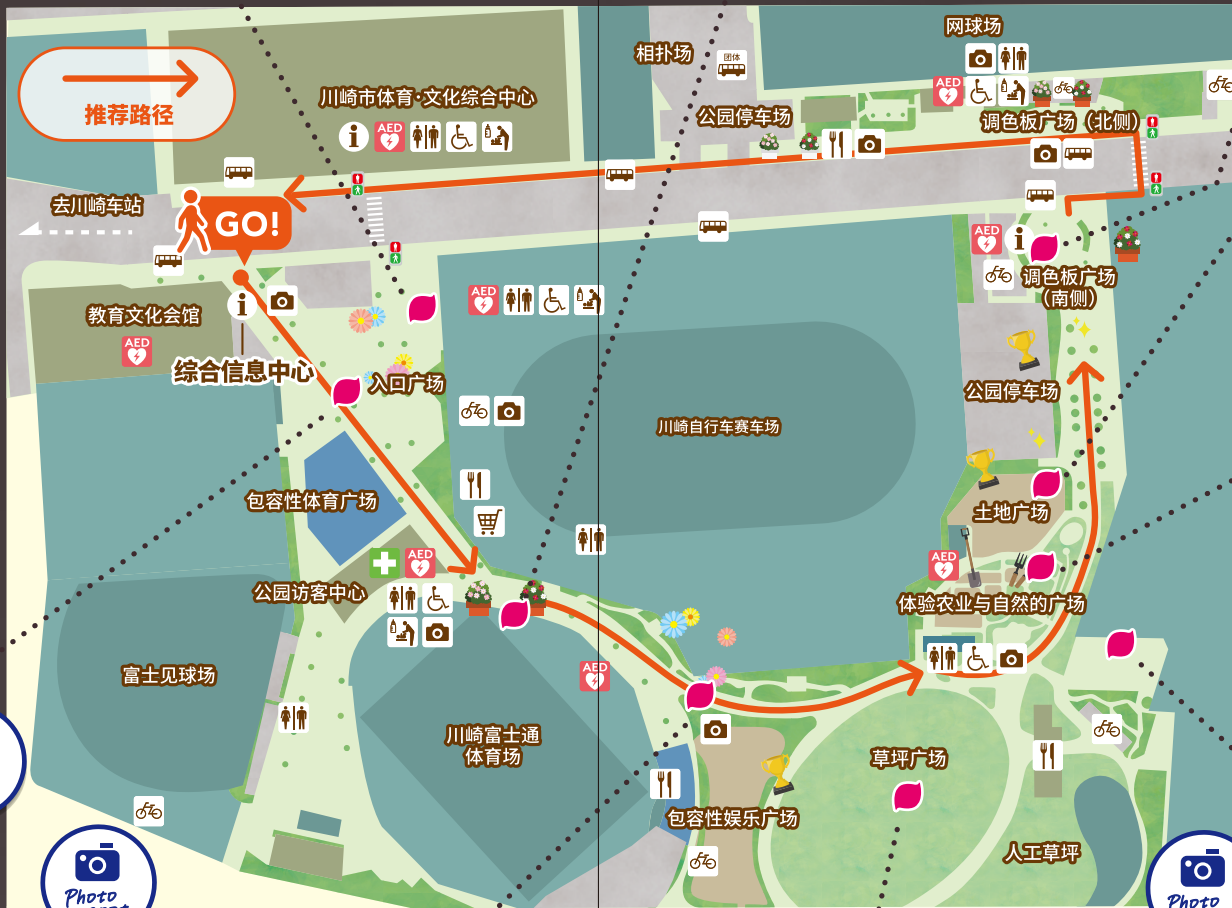 网球场
相扑场
团体
推荐路径
川崎市体育·文化综合中心
AED
公园停车场
AED
调色板广场（北侧）
去川崎车站
GO!
AED
调色板广场
（南侧）
教育文化会馆
AED
AED
综合信息中心
入口广场
公园停车场
川崎自行车赛车场
包容性体育广场
土地广场
AED
AED
公园访客中心
体验农业与自然的广场
AED
富士见球场
川崎富士通
体育场
草坪广场
包容性娱乐广场
人工草坪
Photo
Photo